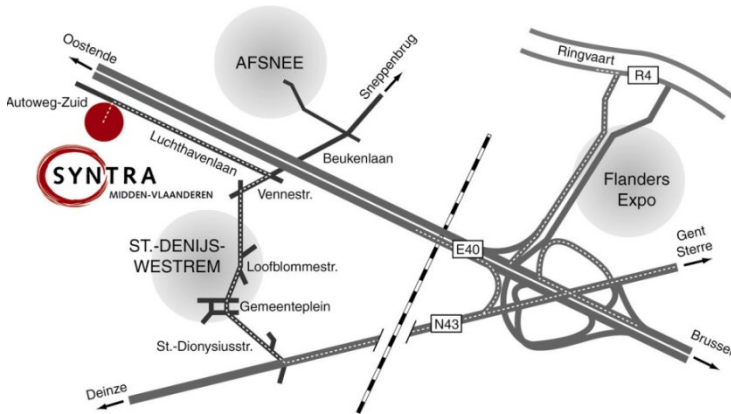 Oostende
AFSNEE
Sneppenbrug
Ringvaart
R4
Autoweg-Zuid
Luchthavenlaan
Beukenlaan
SYNTRA
MIDDEN-VLAANDEREN
Vennestr.
Flanders
Expo
ST.-DENIJS-
WESTREM
E40
Gent
Sterre
Loofblommestr.
Gemeenteplein
N43
St.-Dionysiusstr.
Brussel
Deinze